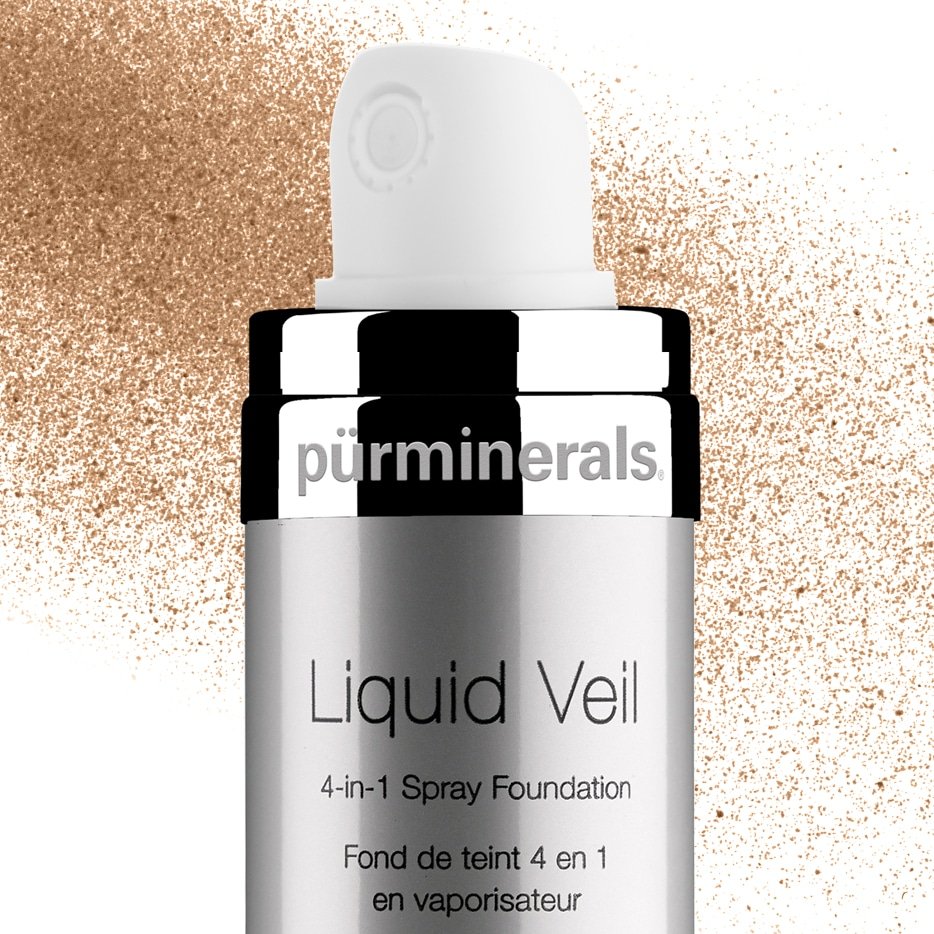 pürminerals®
Liquid Veil
4-in-1 Spray Foundation
Fond de teint 4 en 1
en vaporisateur